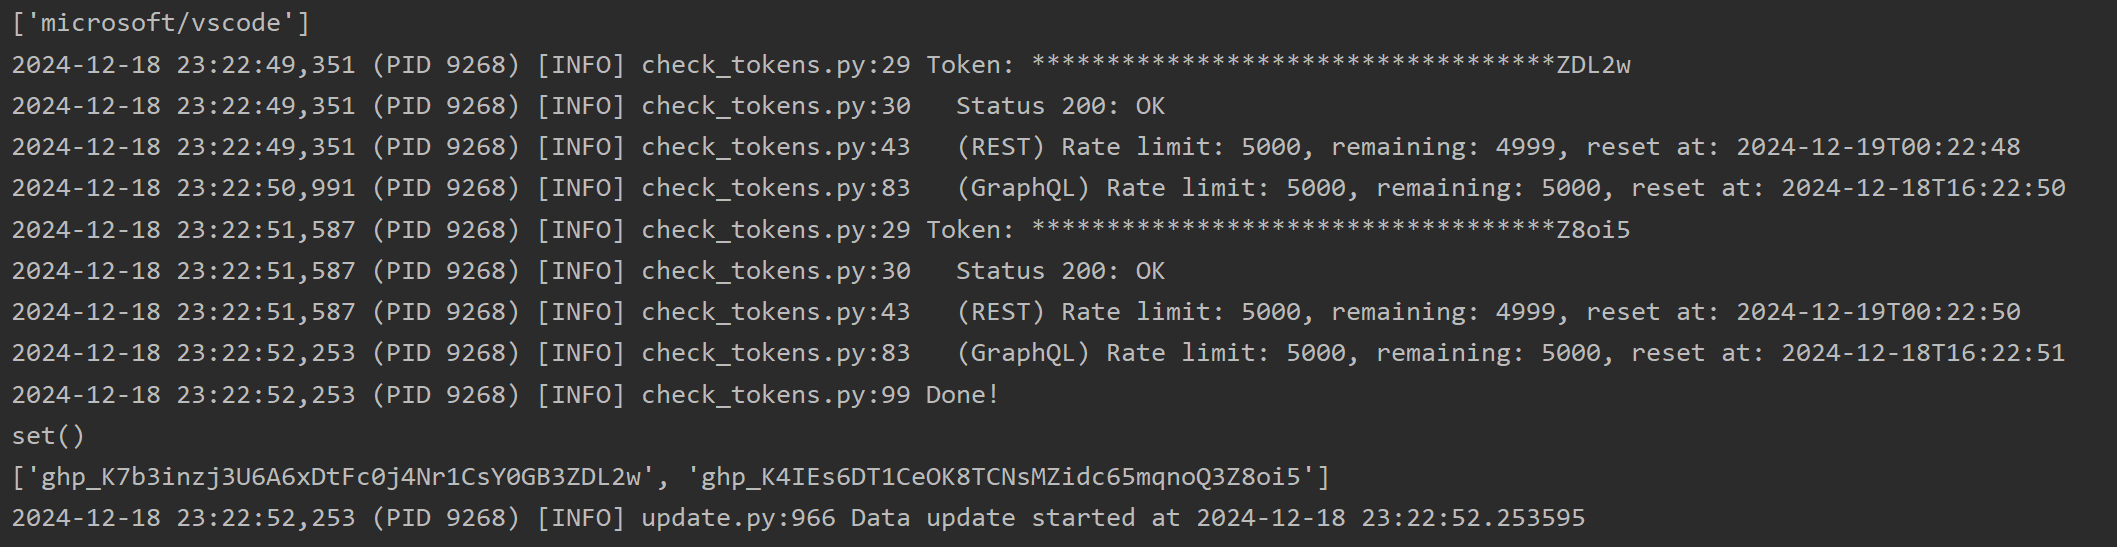 ['microsoft/vscode']
2024-12-18 23:22:49,351 (PID 9268) [INFO] check_tokens.py:29 Token: ***********************************ZDL2w
2024-12-18 23:22:49,351 (PID 9268) [INFO] check_tokens.py:30   Status 200: OK
2024-12-18 23:22:49,351 (PID 9268) [INFO] check_tokens.py:43   (REST) Rate limit: 5000, remaining: 4999, reset at: 2024-12-19T00:22:48
2024-12-18 23:22:50,991 (PID 9268) [INFO] check_tokens.py:83   (GraphQL) Rate limit: 5000, remaining: 5000, reset at: 2024-12-18T16:22:50
2024-12-18 23:22:51,587 (PID 9268) [INFO] check_tokens.py:29 Token: ***********************************Z8oi5
2024-12-18 23:22:51,587 (PID 9268) [INFO] check_tokens.py:30   Status 200: OK
2024-12-18 23:22:51,587 (PID 9268) [INFO] check_tokens.py:43   (REST) Rate limit: 5000, remaining: 4999, reset at: 2024-12-19T00:22:50
2024-12-18 23:22:52,253 (PID 9268) [INFO] check_tokens.py:83   (GraphQL) Rate limit: 5000, remaining: 5000, reset at: 2024-12-18T16:22:51
2024-12-18 23:22:52,253 (PID 9268) [INFO] check_tokens.py:99 Done!
set()
['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', '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']
2024-12-18 23:22:52,253 (PID 9268) [INFO] update.py:966 Data update started at 2024-12-18 23:22:52.253595